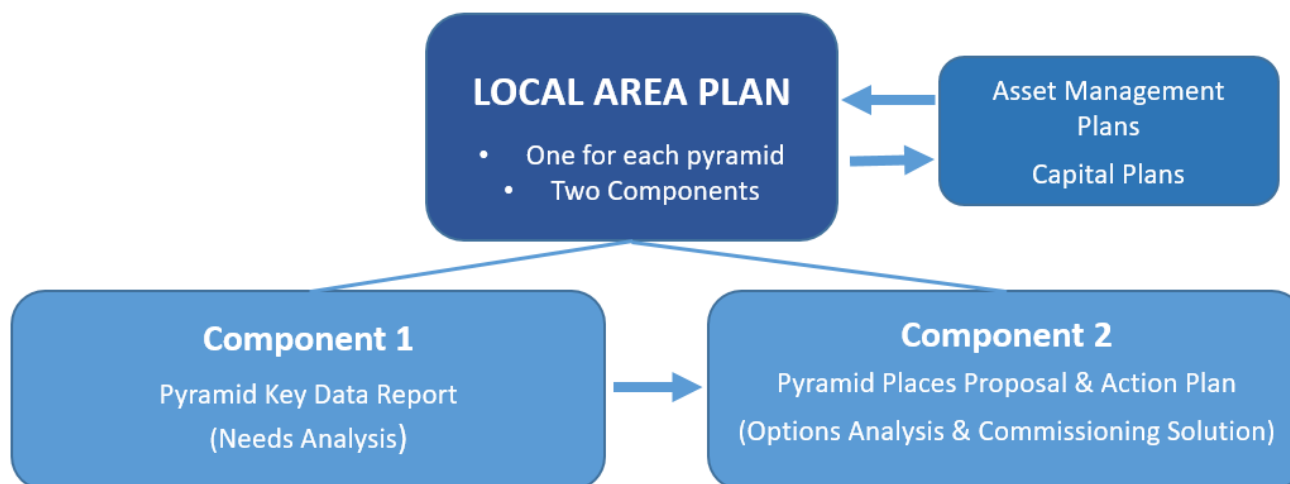 LOCAL AREA PLAN
• One for each pyramid
• Two Components
Asset Management
Plans
Capital Plans
Component 1
Pyramid Key Data Report
(Needs Analysis)
Component 2
Pyramid Places Proposal & Action Plan
(Options Analysis & Commissioning Solution)